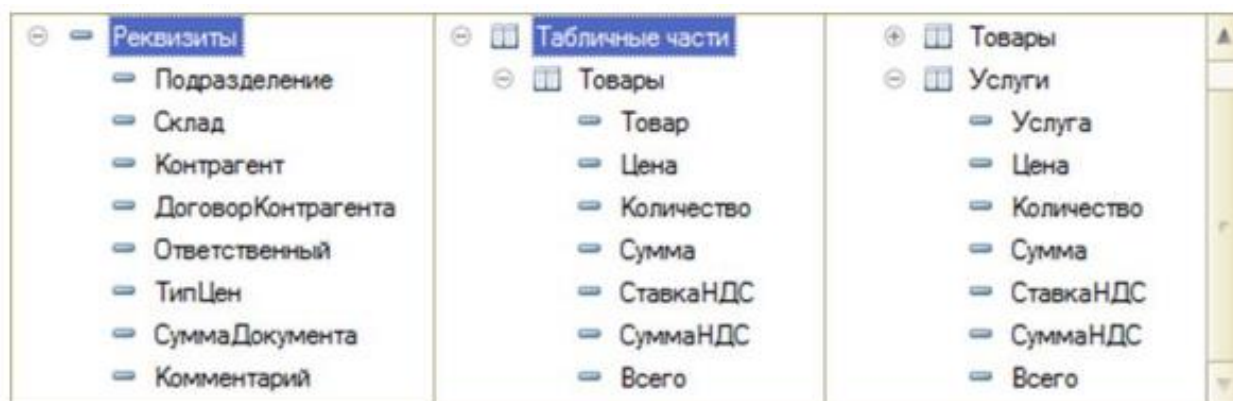 Реквизиты
Подразделение
Склад
Контрагент
ДоговорКонтрагента
Ответственный
ТипЦен
СуммаДокумента
Комментарий
Табличные части
Товары
Товар
Цена
Количество
Сумма
СтавкаНДС
СуммаНДС
Всего
Товары
Услуги
Услуга
Цена
Количество
Сумма
СтавкаНДС
СуммаНДС
Всего